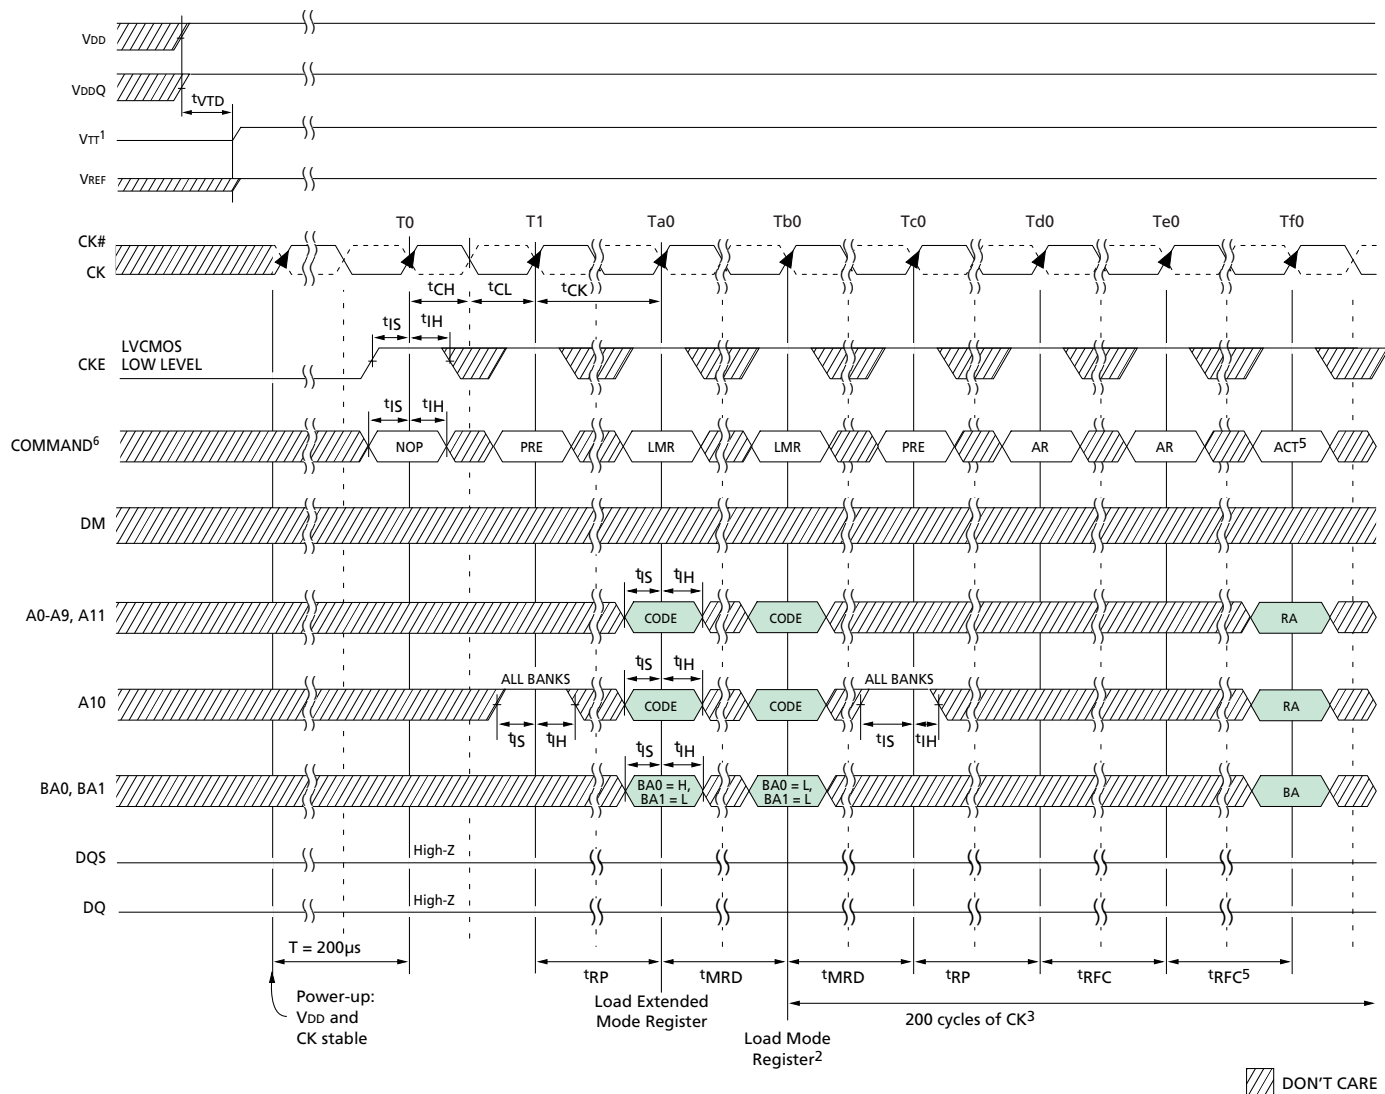 VDD
VDDQ
tVTD
VTT1
VREF
T0 T1 Ta0 Tb0 Tc0 Td0 Te0 Tf0
CK#
CK
tCH tCL tCK
tIS tIH
CKE
LVCMOS
LOW LEVEL
tIS tIH
COMMAND6
NOP PRE LMR LMR PRE AR AR ACT5
DM
tIS tIH
A0-A9, A11
CODE CODE RA
tIS tIH
ALL BANKS ALL BANKS
A10
CODE CODE RA
tIS tIH tIS tIH
tIS tIH
BA0, BA1
BA0 = H,
BA1 = L
BA0 = L,
BA1 = L
BA
DQS
High-Z
DQ
High-Z
T = 200µs
tRP tMRD tMRD tRP tRFC tRFC5
Power-up:
VDD and
CK stable
Load Extended
Mode Register
200 cycles of CK3
Load Mode
Register2
DON'T CARE